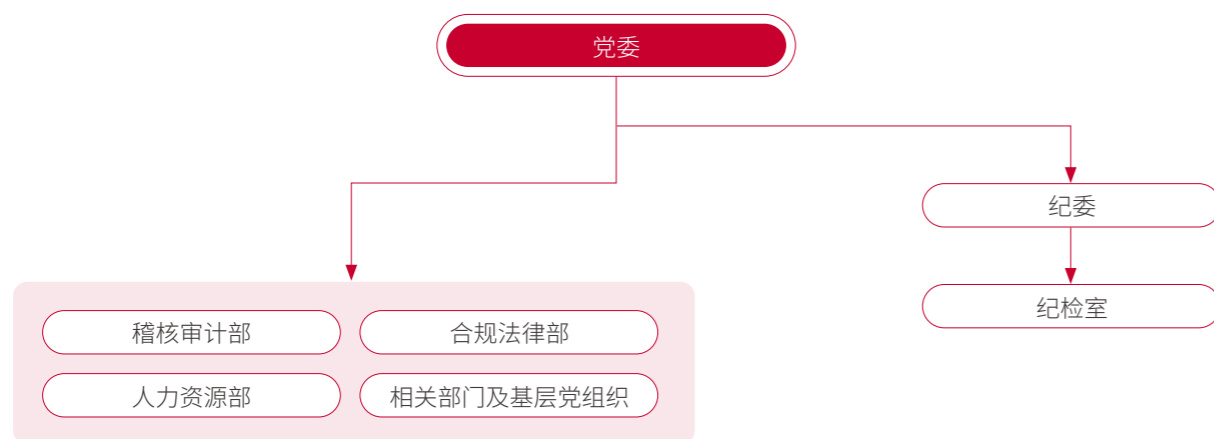 党委
纪委
纪检室
稽核审计部
合规法律部
人力资源部
相关部门及基层党组织